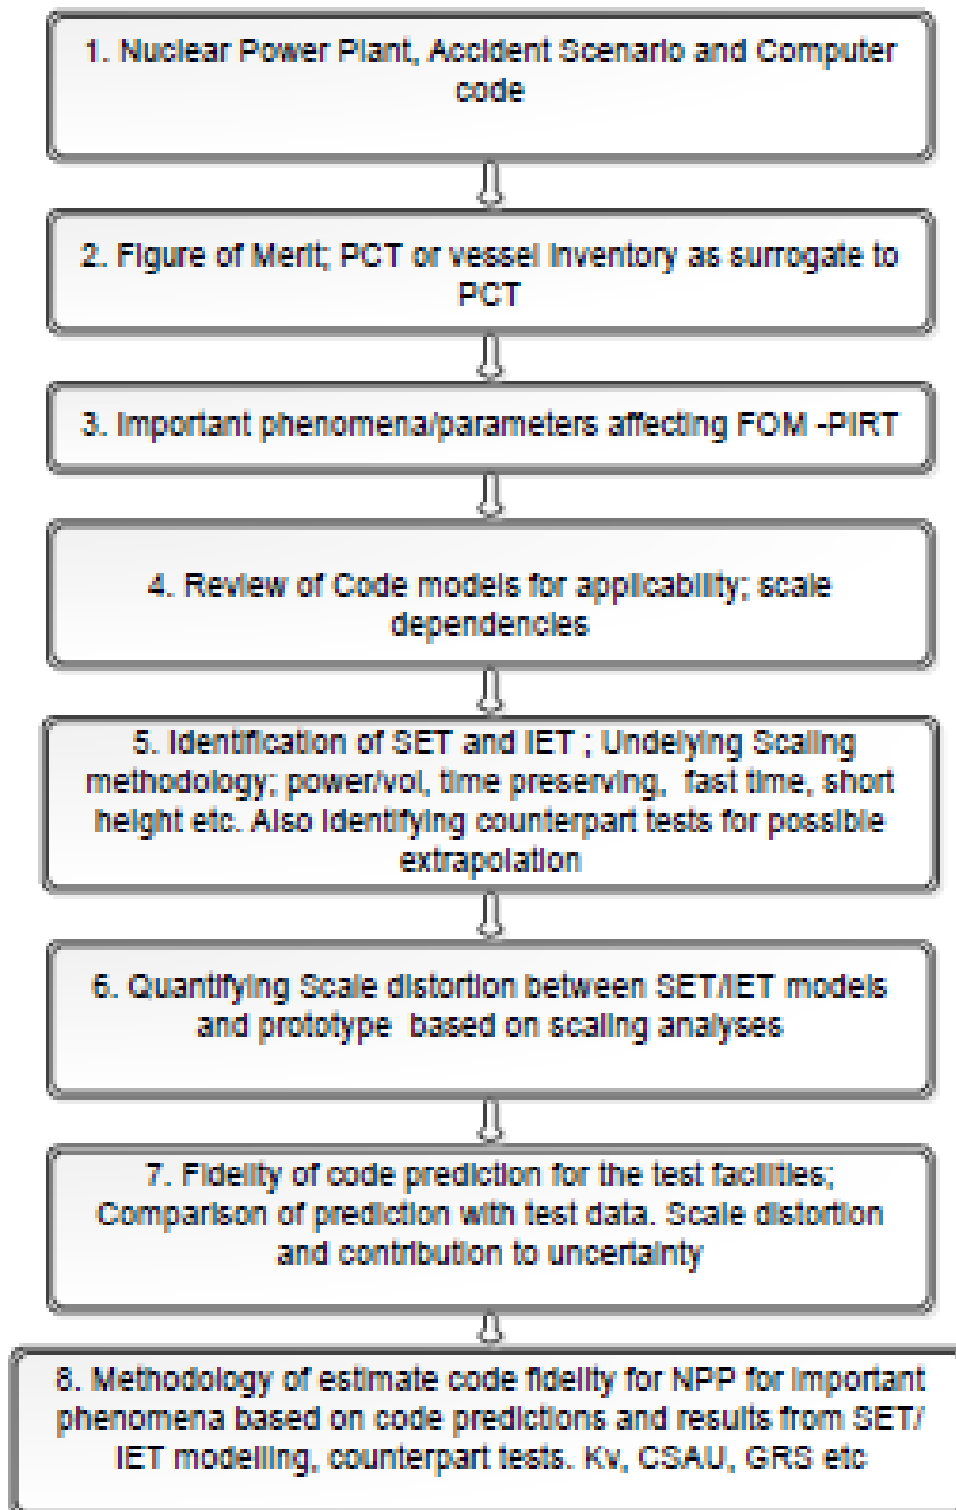 1. Nuclear Power Plant, Accident Scenario and Computer
code
2. Figure of Merit; PCT or vessel inventory as surrogate to
PCT
3. Important phenomena/parameters affecting FOM -PIRT
4. Review of Code models for applicability; scale
dependencies
5. Identification of SET and IET ; Undelying Scaling
methodology; power/vol, time preserving, fast time, short
height etc. Also identifying counterpart tests for possible
extrapolation
6. Quantifying Scale distortion between SET/IET models
and prototype based on scaling analyses
7. Fidelity of code prediction for the test facilities;
Comparison of prediction with test data. Scale distortion
and contribution to uncertainty
8. Methodology of estimate code fidelity for NPP for important
phenomena based on code predictions and results from SET/
IET modelling, counterpart tests. Kv, CSAU, GRS etc